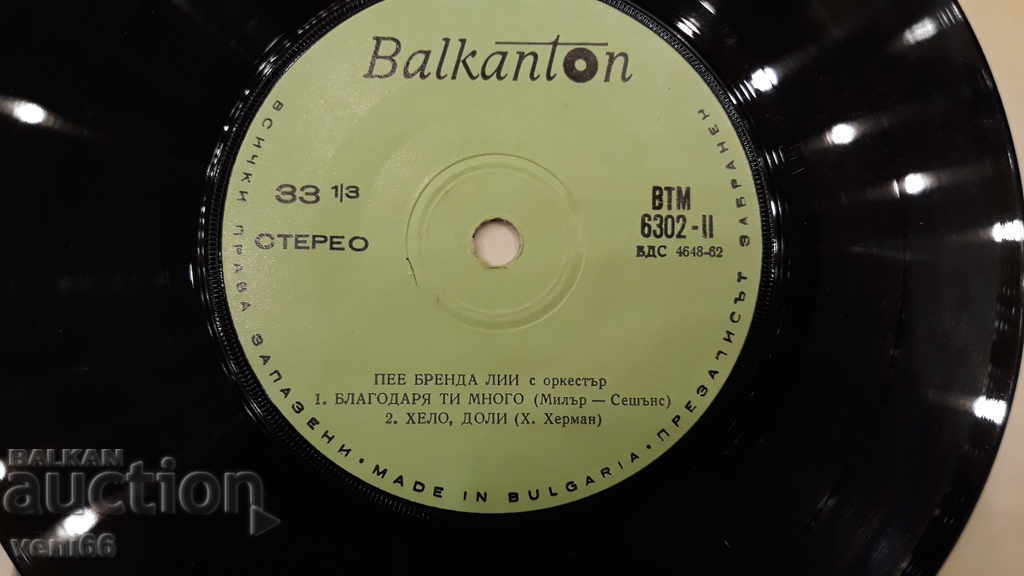 Balkanton
33 1/3
СТЕРЕО
ВТМ
6302-II
БДС 4648-62
ПЕЕ БРЕНДА ЛИИ с оркестър
1. БЛАГОДАРЯ ТИ МНОГО (Милър — Сешънс)
2. ХЕЛО, ДОЛИ (Х. Херман)
ВСИЧКИ ПРАВА ЗАПАЗЕНИ · MADE IN BULGARIA · ПРЕЗАПИСЪТ ЗАБРАНЕН
BALKAN
auction
veni66